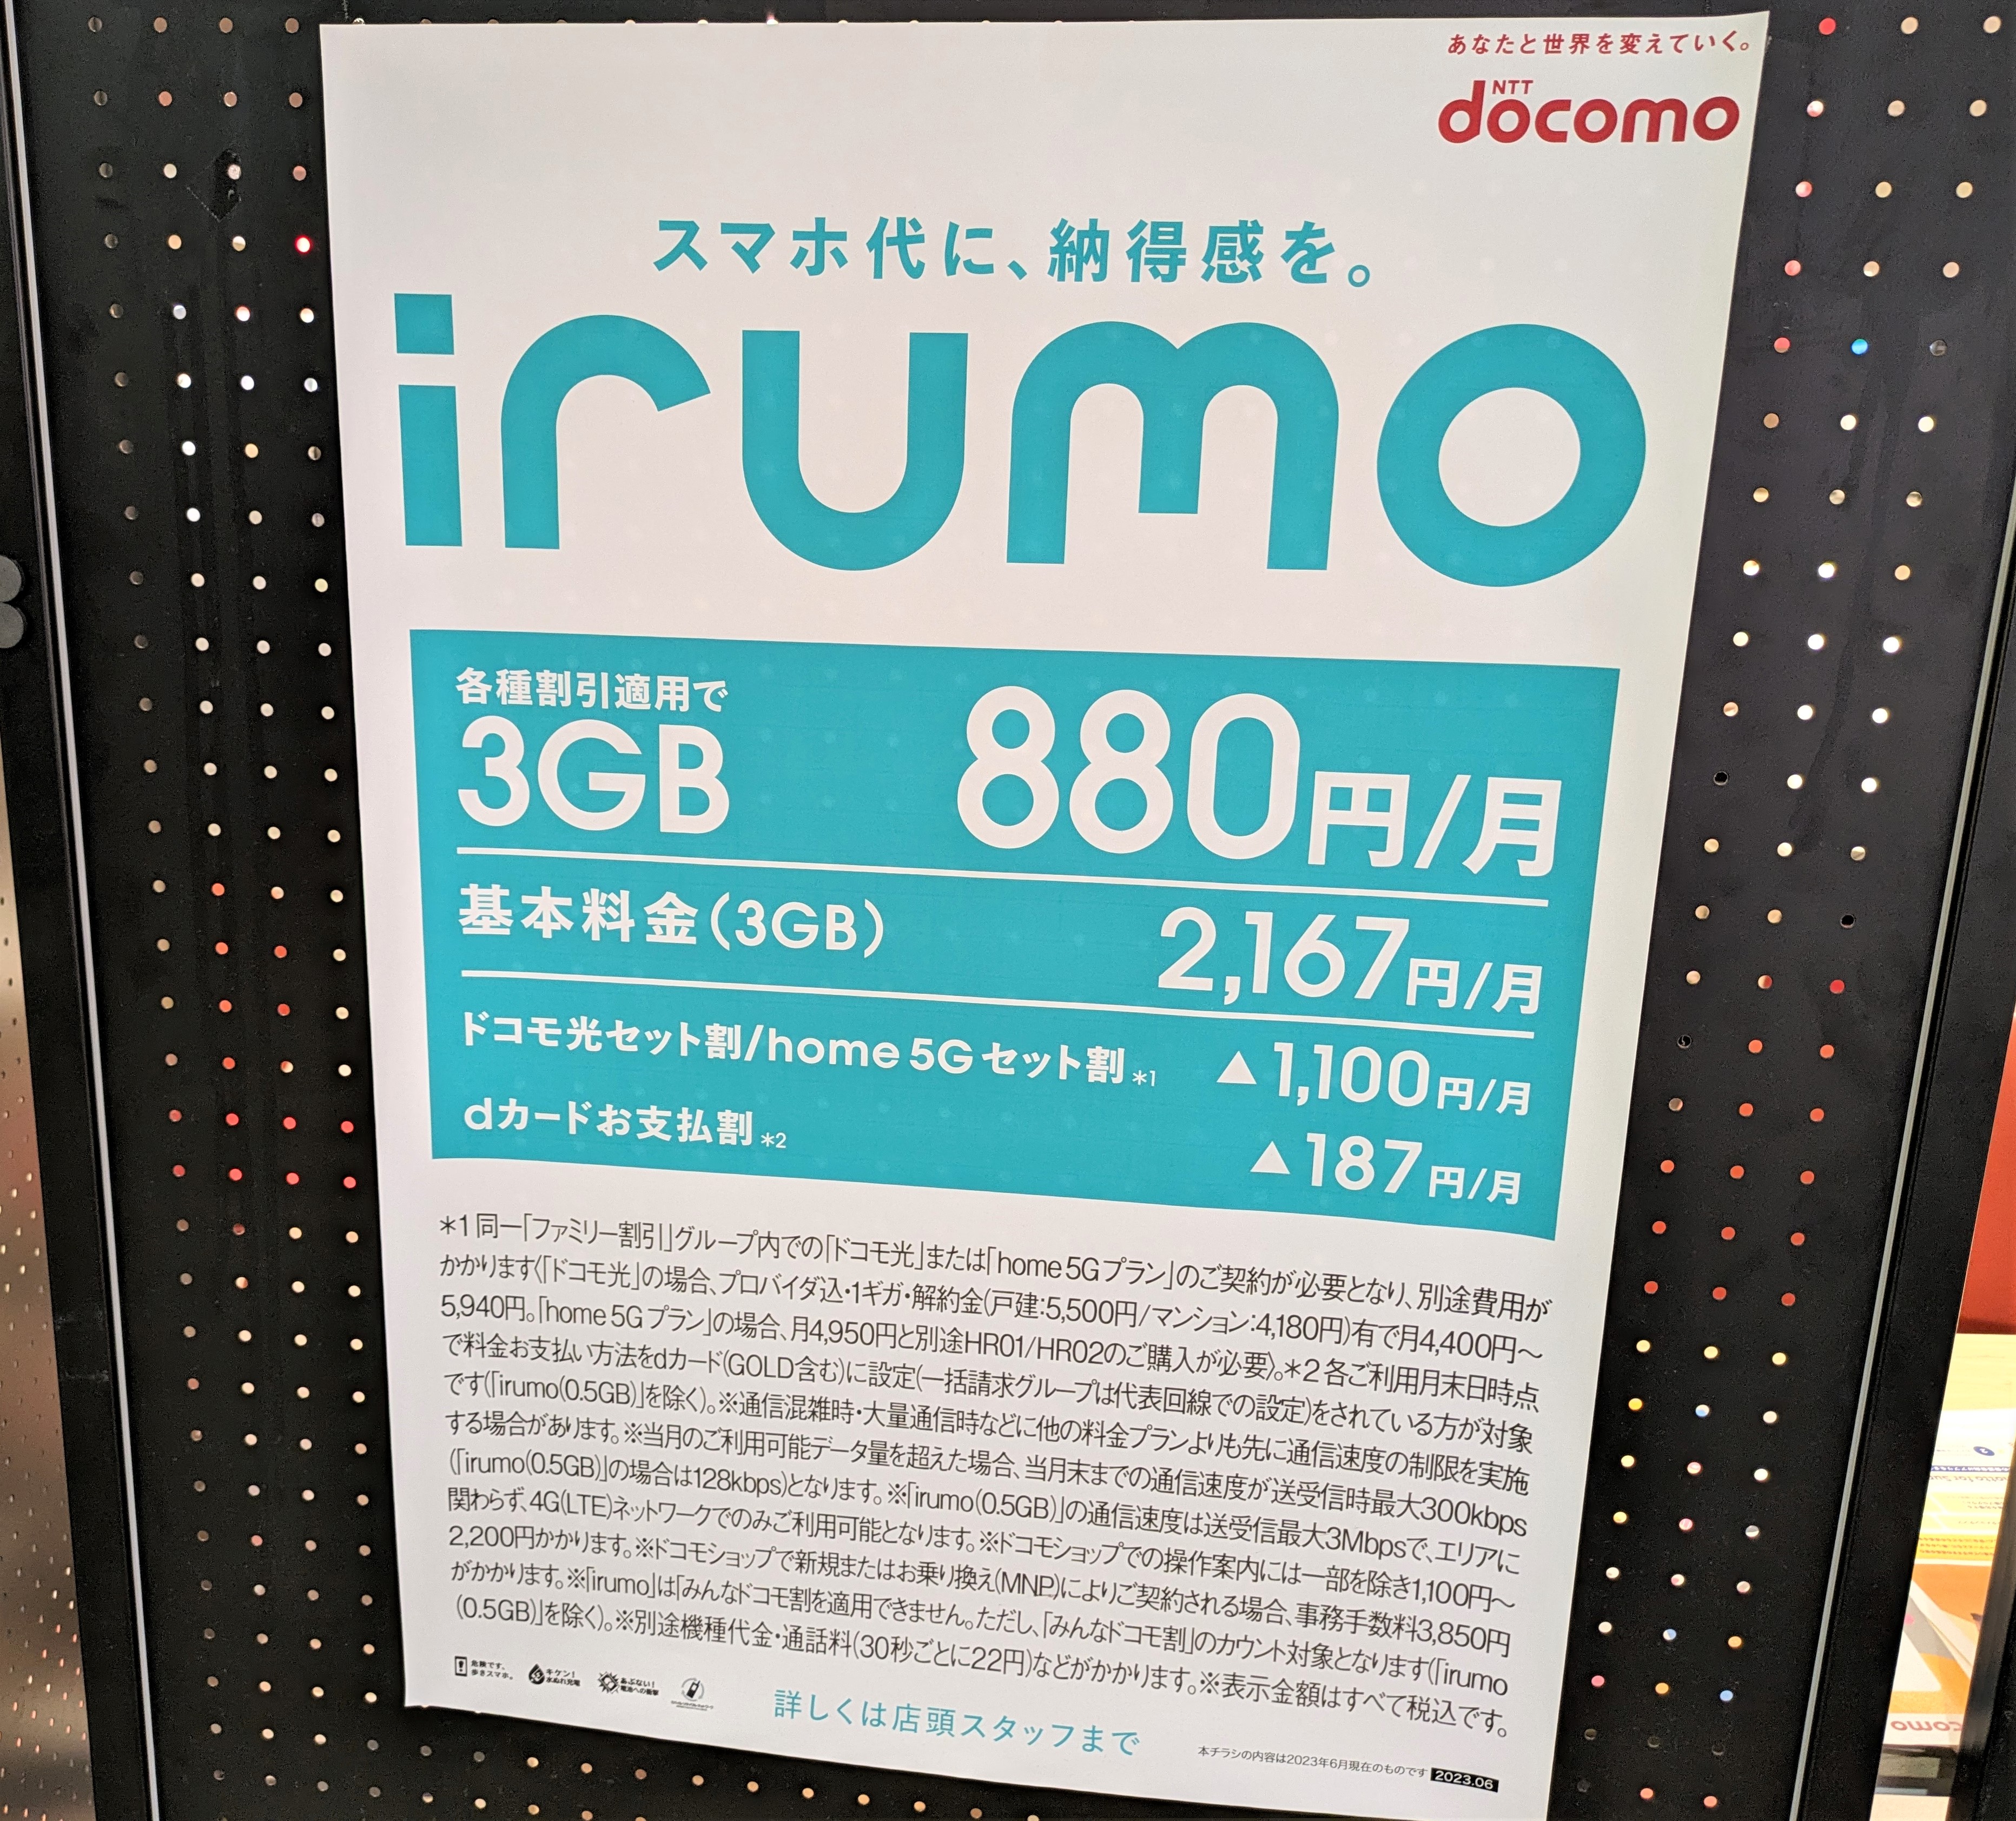 あなたと世界を変えていく。
NTT
docomo
スマホ代に、納得感を。
irumo
各種割引適用で
3GB 880円/月
基本料金(3GB) 2,167円/月
ドコモ光セット割/home 5G セット割 *1 ▲1,100円/月
dカードお支払割 *2 ▲187円/月
*1 同一「ファミリー割引」グループ内での「ドコモ光」または「home 5G プラン」のご契約が必要となり、別途費用が
かかります〈「ドコモ光」の場合、プロバイダ込・1ギガ・解約金(戸建:5,500円/マンション:4,180円)有で月4,400円〜
5,940円。「home 5G プラン」の場合、月4,950円と別途HR01/HR02のご購入が必要〉。*2 各ご利用月末日時点
で料金お支払い方法をdカード(GOLD含む)に設定(一括請求グループは代表回線での設定)をされている方が対象
です(「irumo(0.5GB)」を除く)。※通信混雑時・大量通信時などに他の料金プランよりも先に通信速度の制限を実施
する場合があります。※当月のご利用可能データ量を超えた場合、当月末までの通信速度が送受信時最大300kbps
(「irumo(0.5GB)」の場合は128kbps)となります。※「irumo(0.5GB)」の通信速度は送受信最大3Mbpsで、エリアに
関わらず、4G(LTE)ネットワークでのみご利用可能となります。※ドコモショップでの操作案内には一部を除き1,100円〜
2,200円かかります。※ドコモショップで新規またはお乗り換え(MNP)によりご契約される場合、事務手数料3,850円
がかかります。※「irumo」は「みんなドコモ割を適用できません。ただし、「みんなドコモ割」のカウント対象となります(「irumo
(0.5GB)」を除く)。※別途機種代金・通話料(30秒ごとに22円)などがかかります。※表示金額はすべて税込です。
危険です、
歩きスマホ。
キケン!
水ぬれ充電
あぶない!
電池への衝撃
詳しくは店頭スタッフまで
本チラシの内容は2023年6月現在のものです 2023.06